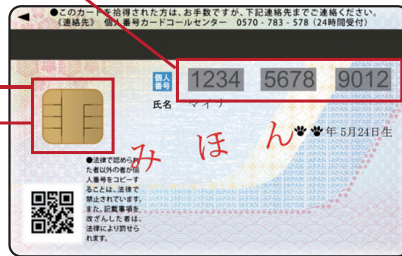 ◀ ●このカードを拾得された方は、お手数ですが、下記連絡先までご連絡ください。
《連絡先》 個人番号カードコールセンター 0570-783-578(24時間受付)
個人番号 1234 5678 9012
氏名 マイナ
年5月24日生
みほん
●法律で認められ
た者以外の者が個
人番号をコピーす
ることは、法律で
禁止されています。
また、記載事項を
改ざんした者は、
法律により罰せら
れます。